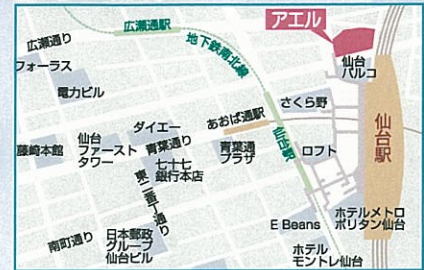 アエル
広瀬通り
広瀬通駅
地下鉄南北線
フォーラス
仙台
パルコ
電力ビル
さくら野
仙台駅
ダイエー
あおば通駅
仙台駅
藤崎本館
仙台
ファースト
タワー
青葉通り
七十七
銀行本店
青葉通
プラザ
ロフト
東二番丁通り
E Beans
ホテルメトロ
ポリタン仙台
南町通り
日本郵政
グループ
仙台ビル
ホテル
モントレ仙台